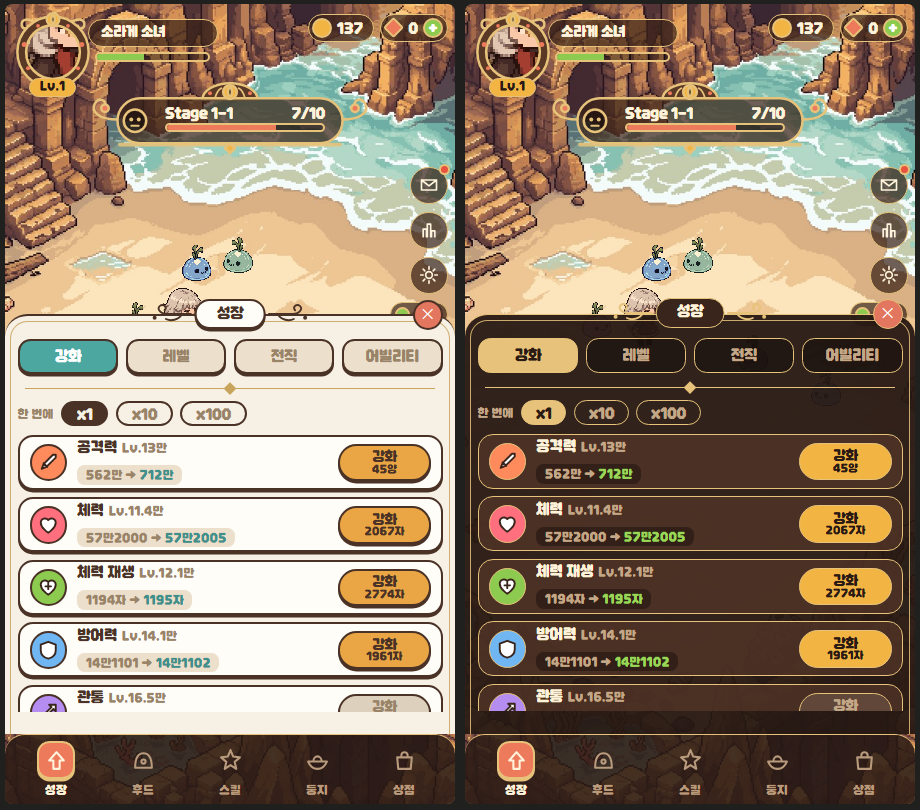 소라게 소녀
137
0
Lv.1
Stage 1-1 7/10
성장
강화 레벨 전직 어빌리티
한 번에 x1 x10 x100
공격력 Lv.13만
562만 → 712만
강화
45양
체력 Lv.11.4만
57만2000 → 57만2005
강화
2067자
체력 재생 Lv.12.1만
1194자 → 1195자
강화
2774자
방어력 Lv.14.1만
14만1101 → 14만1102
강화
1961자
관통 Lv.16.5만
강화
성장 후드 스킬 둥지 상점
소라게 소녀
137
0
Lv.1
Stage 1-1 7/10
성장
강화 레벨 전직 어빌리티
한 번에 x1 x10 x100
공격력 Lv.13만
562만 → 712만
강화
45양
체력 Lv.11.4만
57만2000 → 57만2005
강화
2067자
체력 재생 Lv.12.1만
1194자 → 1195자
강화
2774자
방어력 Lv.14.1만
14만1101 → 14만1102
강화
1961자
관통 Lv.16.5만
강화
성장 후드 스킬 둥지 상점